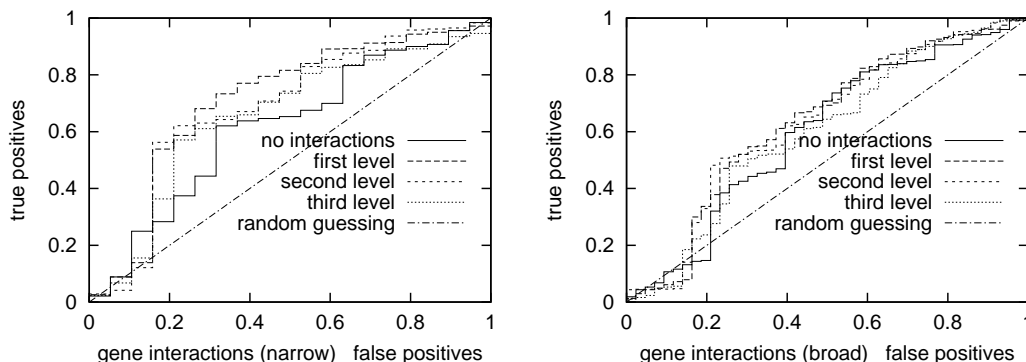 1
0.8
0.6
0.4
0.2
0
0 0.2 0.4 0.6 0.8 1
true positives
no interactions
first level
second level
third level
random guessing
gene interactions (narrow) false positives
1
0.8
0.6
0.4
0.2
0
0 0.2 0.4 0.6 0.8 1
true positives
no interactions
first level
second level
third level
random guessing
gene interactions (broad) false positives